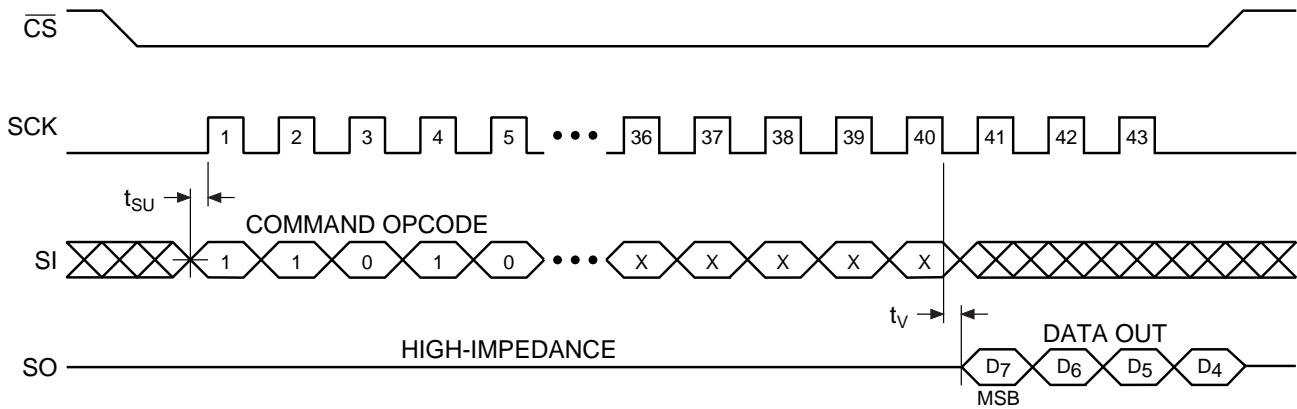 CS
SCK 1 2 3 4 5 ••• 36 37 38 39 40 41 42 43
tSU
COMMAND OPCODE
SI 1 1 0 1 0 ••• X X X X X
tV
HIGH-IMPEDANCE DATA OUT
SO D7 D6 D5 D4
MSB